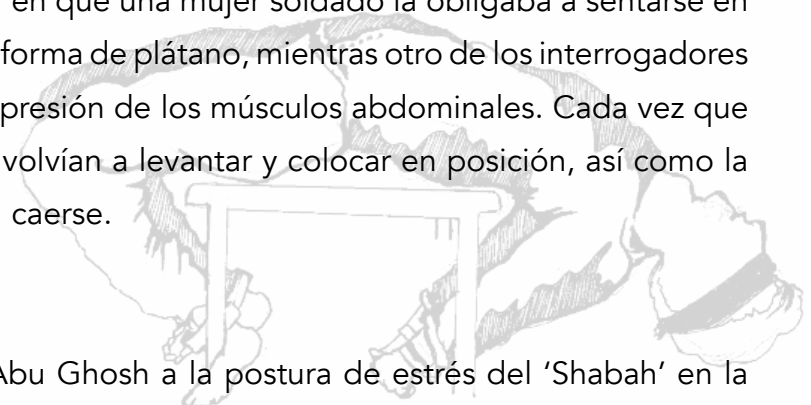 en que una mujer soldado la obligaba a sentarse en
forma de plátano, mientras otro de los interrogadores
presión de los músculos abdominales. Cada vez que
volvían a levantar y colocar en posición, así como la
caerse.
Abu Ghosh a la postura de estrés del ‘Shabah’ en la